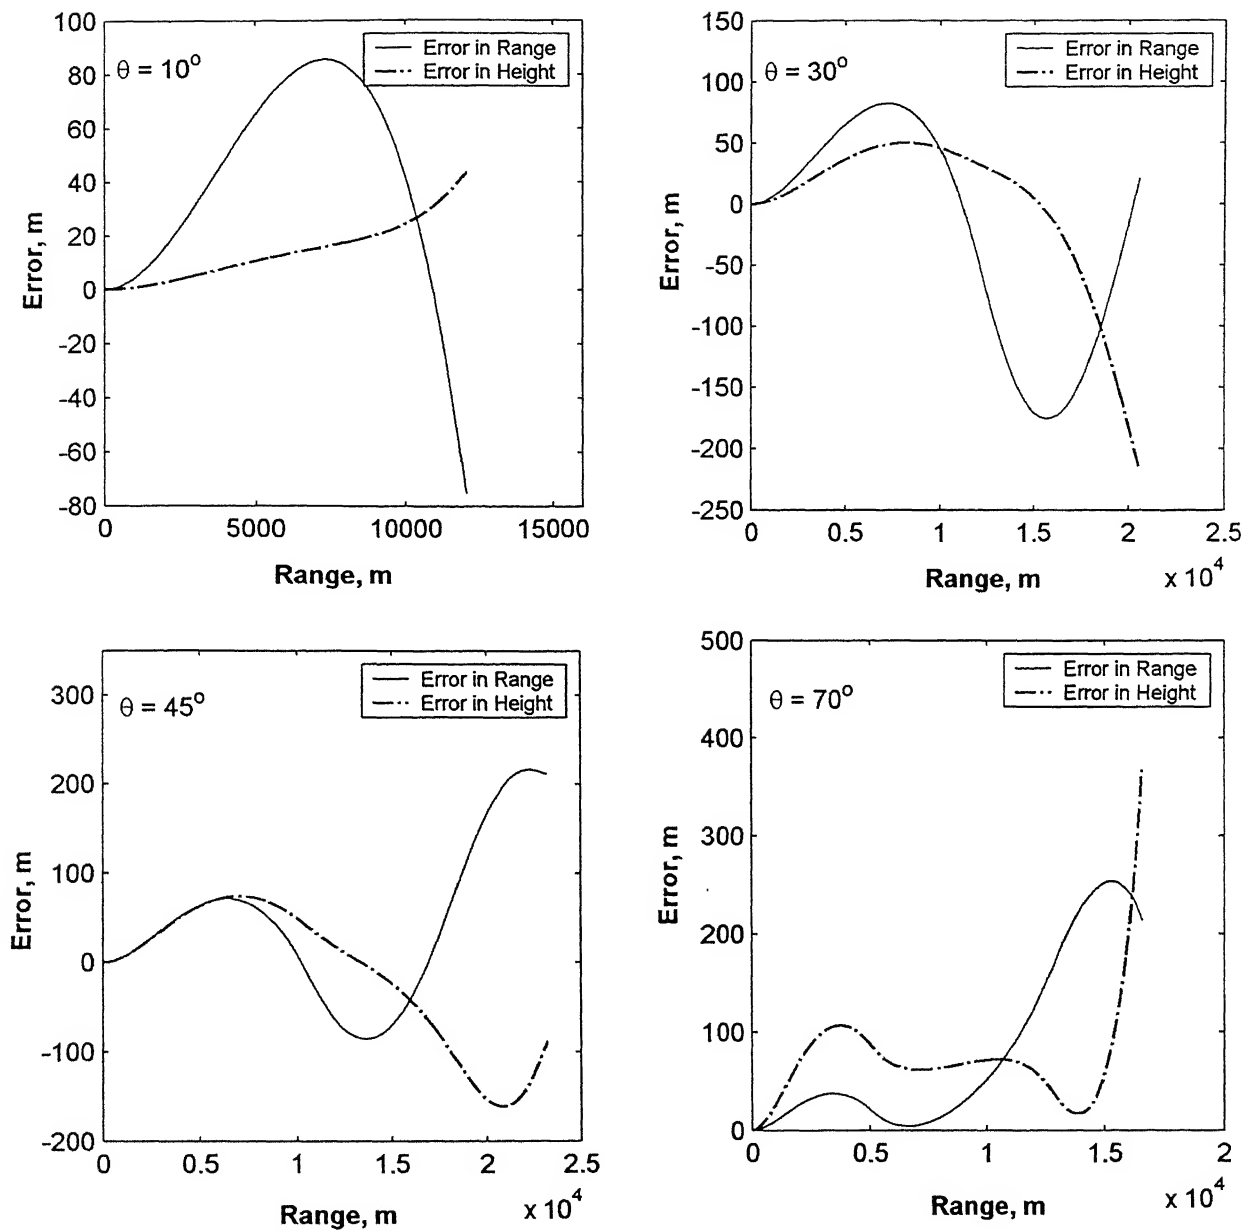 100
80
60
40
20
0
-20
-40
-60
-80
Error, m
θ = 10°
Error in Range
Error in Height
0 5000 10000 15000
Range, m
150
100
50
0
-50
-100
-150
-200
-250
Error, m
θ = 30°
Error in Range
Error in Height
0 0.5 1 1.5 2 2.5
Range, m x 10⁴
300
200
100
0
-100
-200
Error, m
θ = 45°
Error in Range
Error in Height
0 0.5 1 1.5 2 2.5
Range, m x 10⁴
500
400
300
200
100
0
Error, m
θ = 70°
Error in Range
Error in Height
0 0.5 1 1.5 2
Range, m x 10⁴